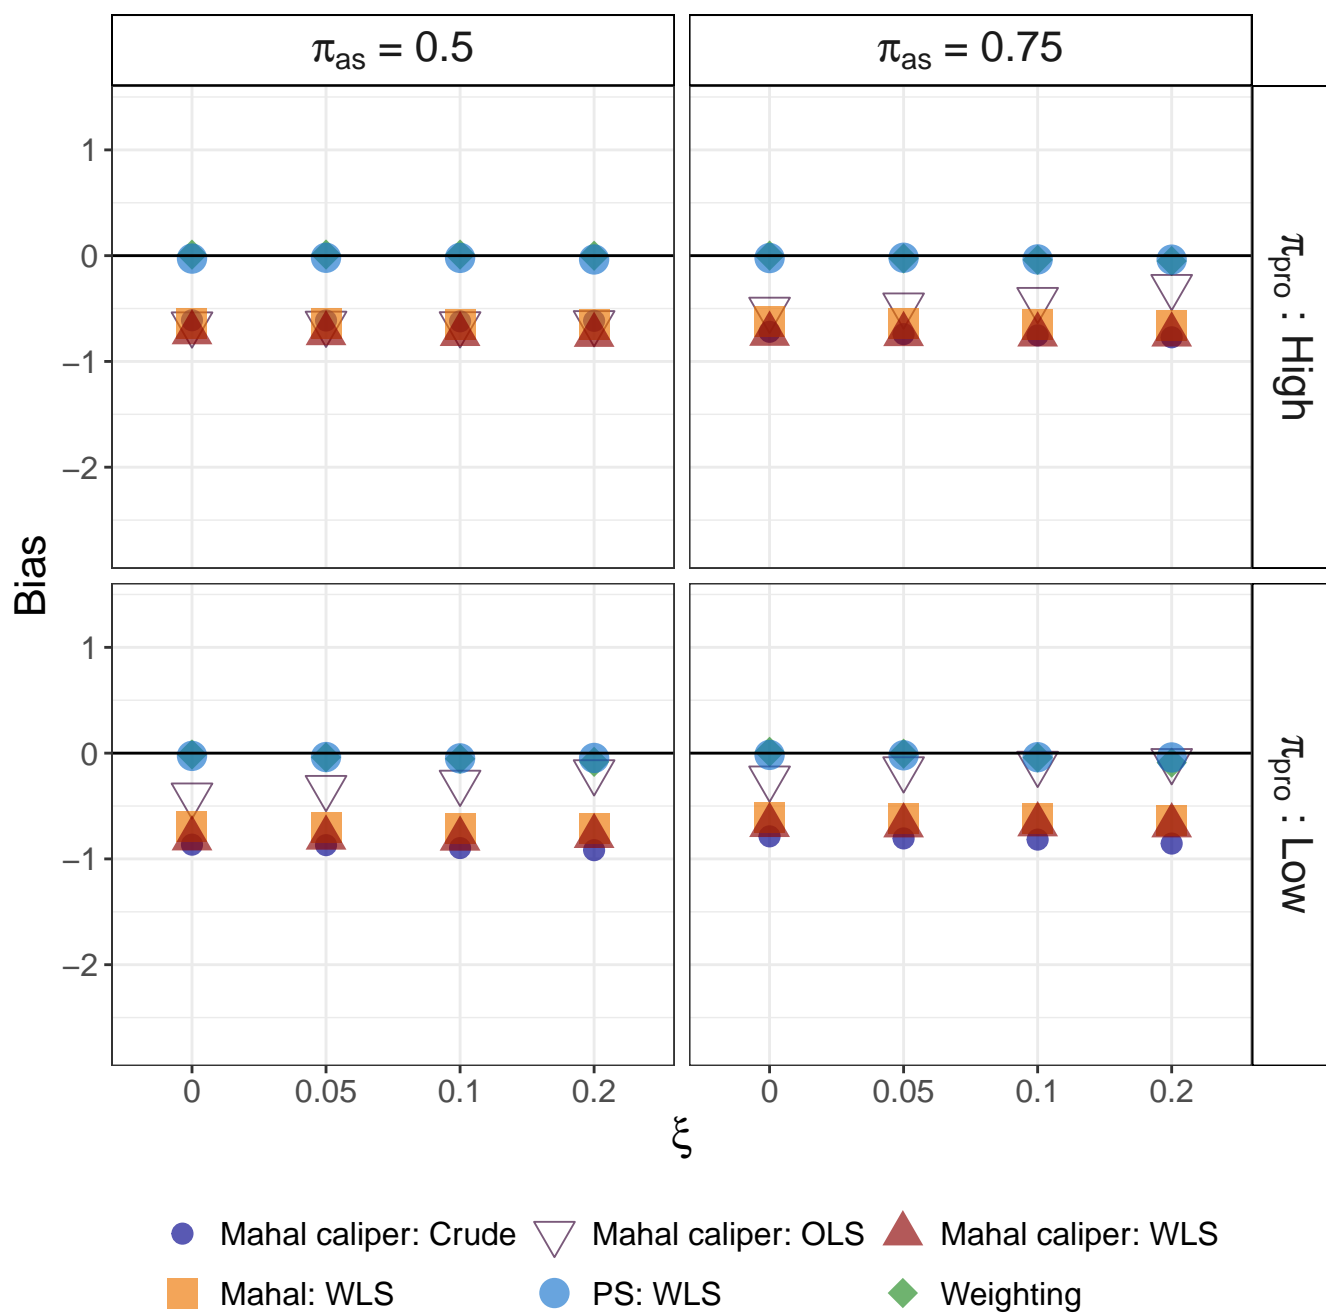 π_as = 0.5
π_as = 0.75
1
0
−1
−2
π_pro : High
Bias
1
0
−1
−2
π_pro : Low
0 0.05 0.1 0.2
0 0.05 0.1 0.2
ξ
Mahal caliper: Crude
Mahal caliper: OLS
Mahal caliper: WLS
Mahal: WLS
PS: WLS
Weighting